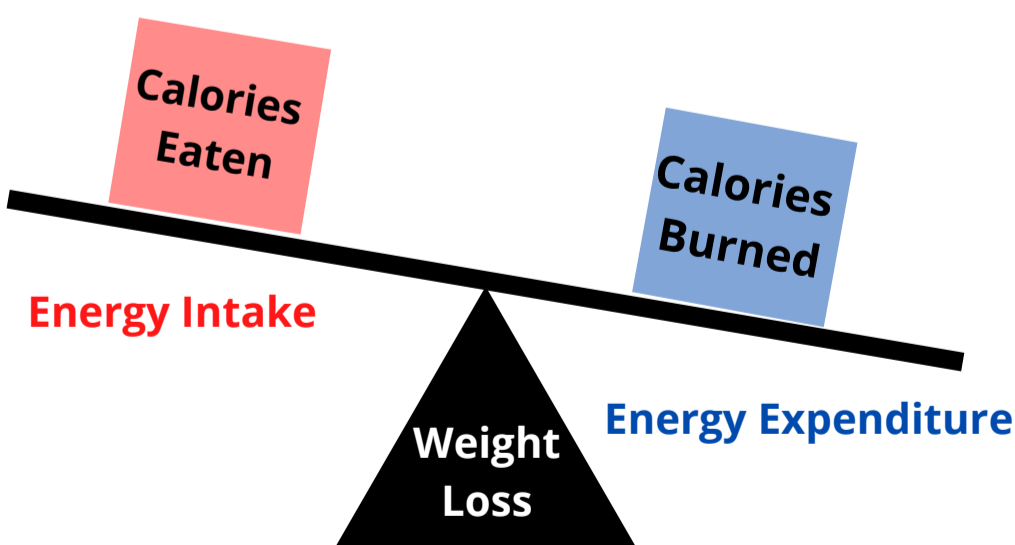 Calories
Eaten
Calories
Burned
Energy Intake
Energy Expenditure
Weight
Loss